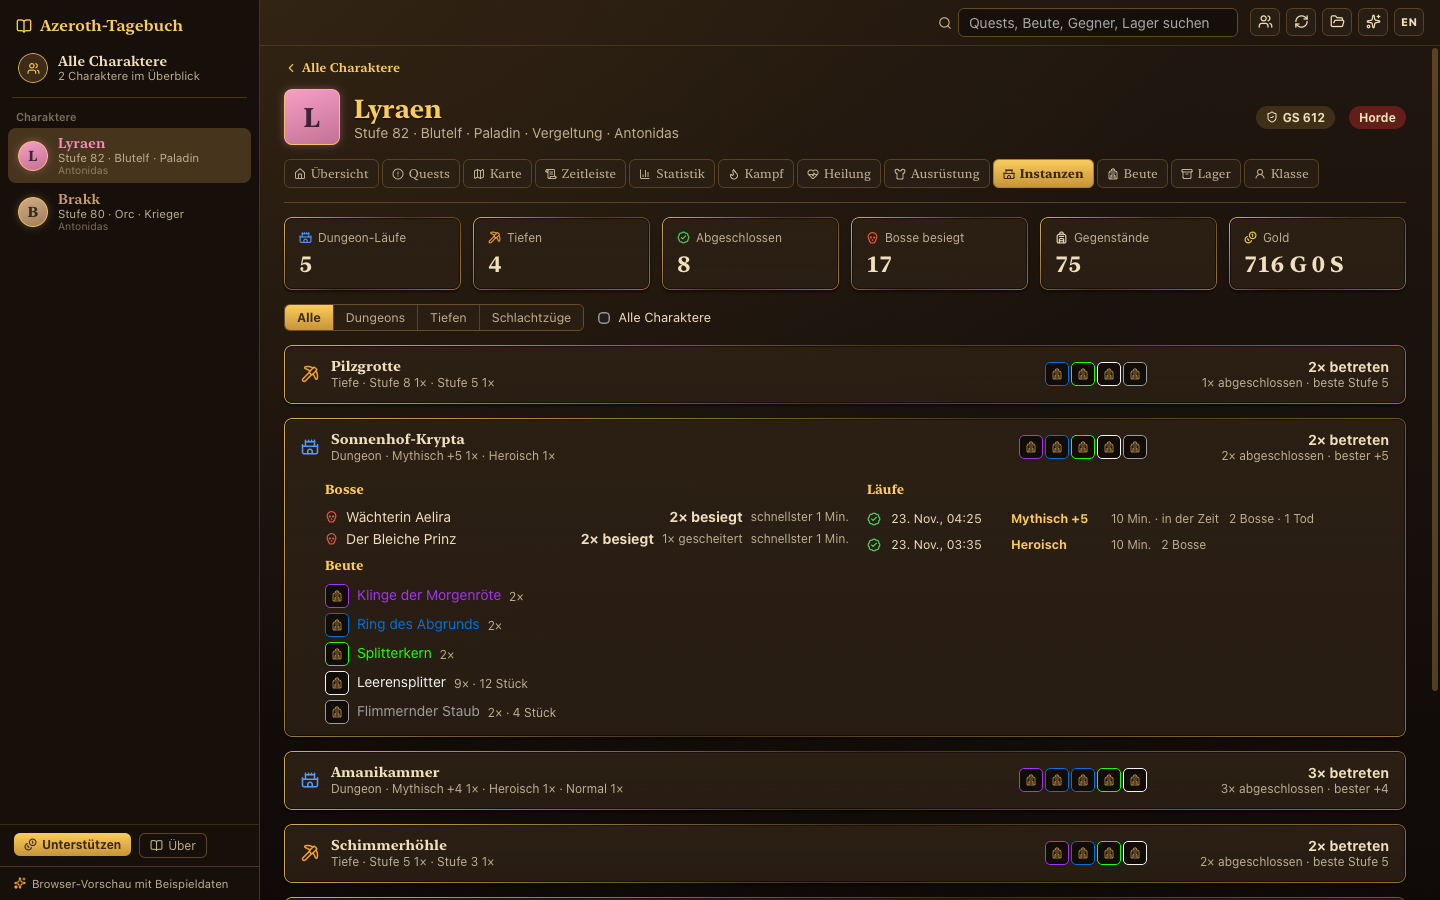 Azeroth-Tagebuch
Alle Charaktere
2 Charaktere im Überblick
Charaktere
L
Lyraen
Stufe 82 · Blutelf · Paladin
Antonidas
B
Brakk
Stufe 80 · Orc · Krieger
Antonidas
Unterstützen
Über
Browser-Vorschau mit Beispieldaten
Quests, Beute, Gegner, Lager suchen
EN
Alle Charaktere
L
Lyraen
Stufe 82 · Blutelf · Paladin · Vergeltung · Antonidas
GS 612
Horde
Übersicht
Quests
Karte
Zeitleiste
Statistik
Kampf
Heilung
Ausrüstung
Instanzen
Beute
Lager
Klasse
Dungeon-Läufe
5
Tiefen
4
Abgeschlossen
8
Bosse besiegt
17
Gegenstände
75
Gold
716 G 0 S
Alle
Dungeons
Tiefen
Schlachtzüge
Alle Charaktere
Pilzgrotte
Tiefe · Stufe 8 1× · Stufe 5 1×
2× betreten
1× abgeschlossen · beste Stufe 5
Sonnenhof-Krypta
Dungeon · Mythisch +5 1× · Heroisch 1×
2× betreten
2× abgeschlossen · bester +5
Bosse
Wächterin Aelira 2× besiegt schnellster 1 Min.
Der Bleiche Prinz 2× besiegt 1× gescheitert schnellster 1 Min.
Beute
Klinge der Morgenröte 2×
Ring des Abgrunds 2×
Splitterkern 2×
Leerensplitter 9× · 12 Stück
Flimmernder Staub 2× · 4 Stück
Läufe
23. Nov., 04:25 Mythisch +5 10 Min. · in der Zeit 2 Bosse · 1 Tod
23. Nov., 03:35 Heroisch 10 Min. 2 Bosse
Amanikammer
Dungeon · Mythisch +4 1× · Heroisch 1× · Normal 1×
3× betreten
3× abgeschlossen · bester +4
Schimmerhöhle
Tiefe · Stufe 5 1× · Stufe 3 1×
2× betreten
2× abgeschlossen · beste Stufe 5